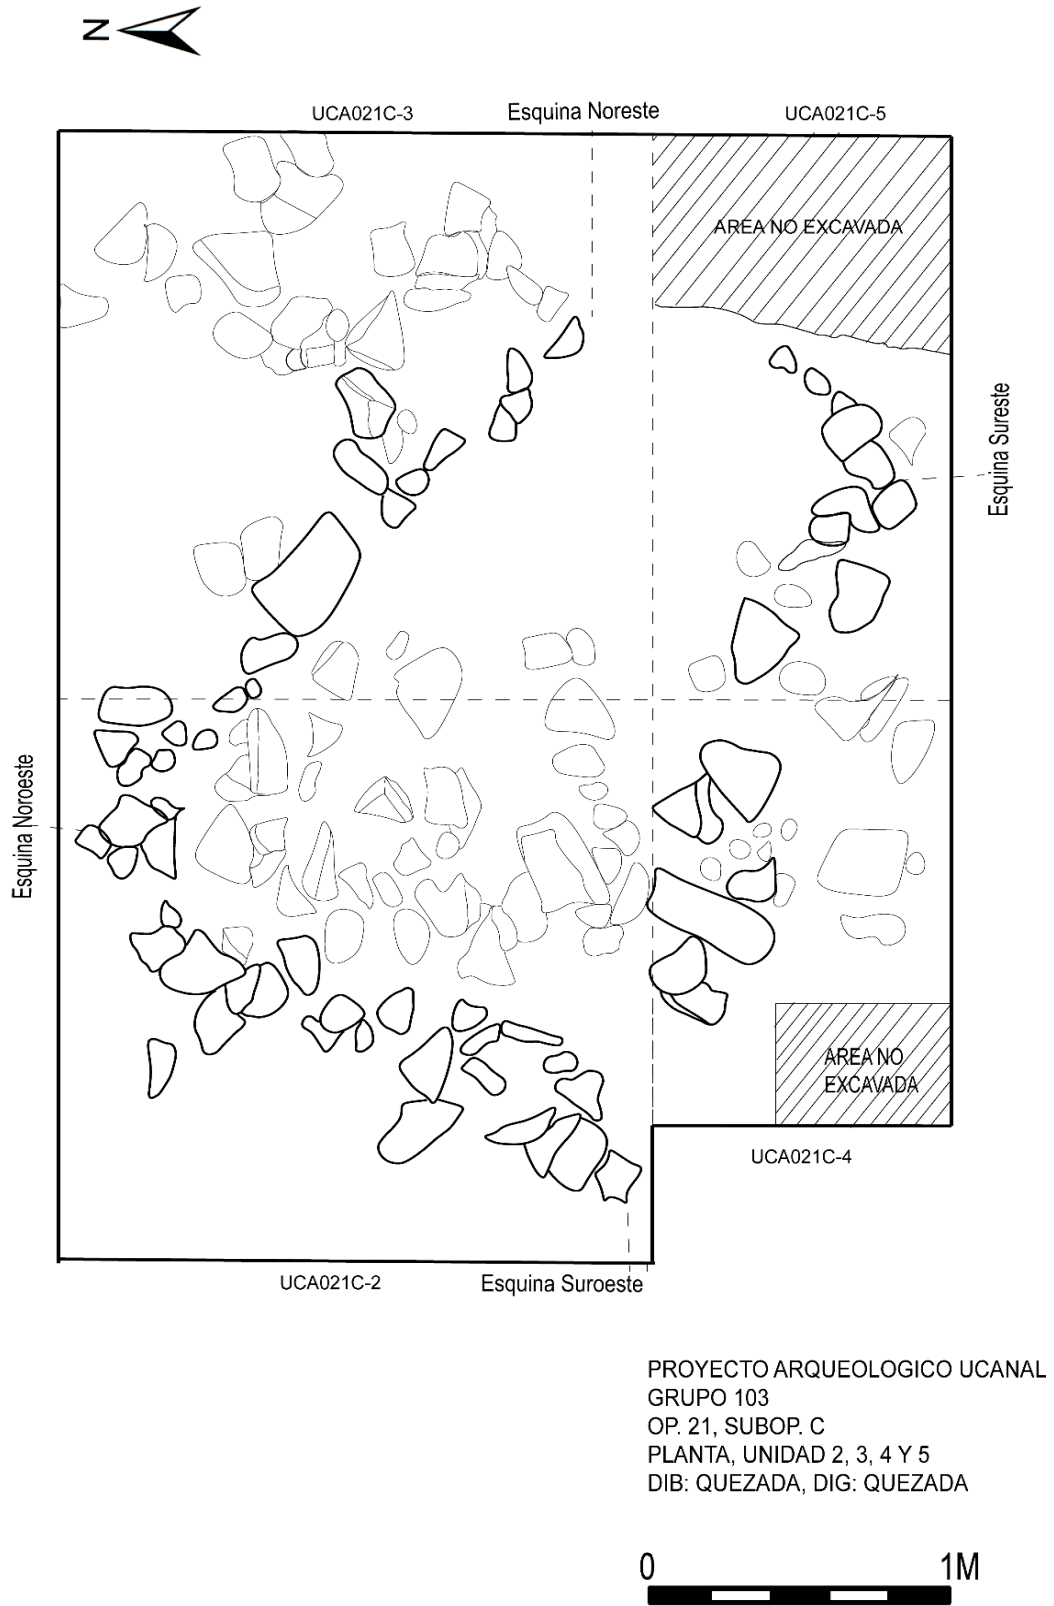 N
UCA021C-3
Esquina Noreste
UCA021C-5
AREA NO EXCAVADA
Esquina Sureste
Esquina Noroeste
AREA NO
EXCAVADA
UCA021C-4
UCA021C-2
Esquina Suroeste
PROYECTO ARQUEOLOGICO UCANAL
GRUPO 103
OP. 21, SUBOP. C
PLANTA, UNIDAD 2, 3, 4 Y 5
DIB: QUEZADA, DIG: QUEZADA
0 1M